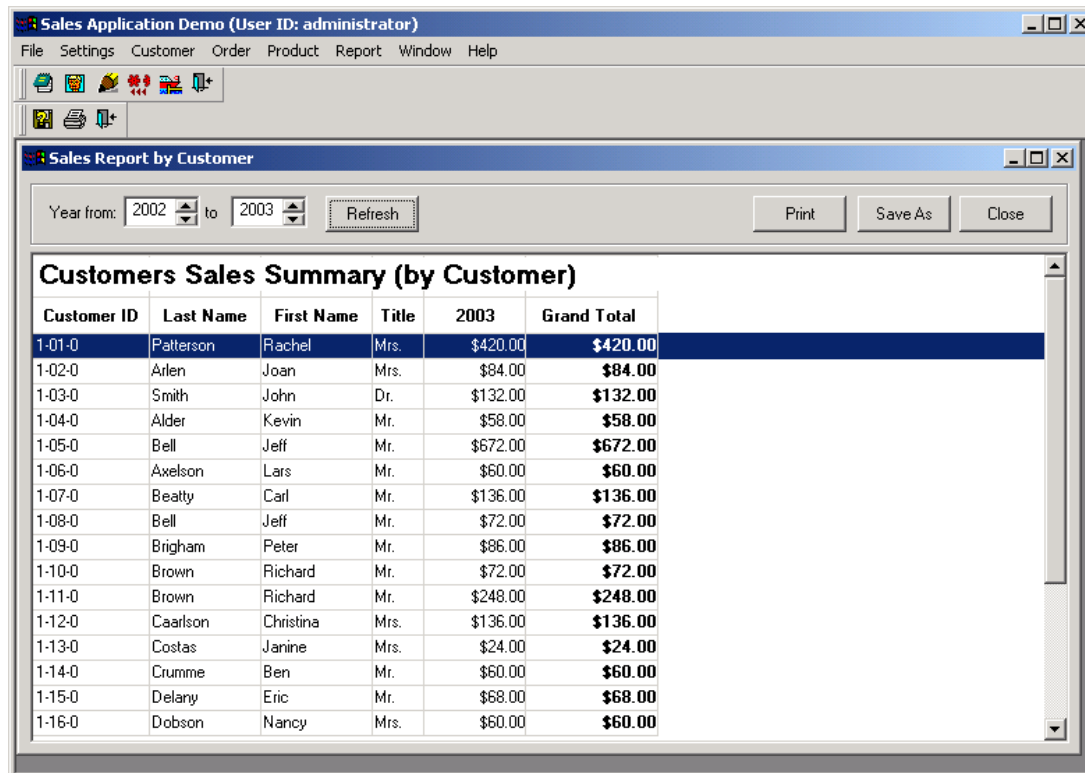 Sales Application Demo (User ID: administrator)
File Settings Customer Order Product Report Window Help
Sales Report by Customer
Year from: 2002 to 2003 Refresh Print Save As Close
Customers Sales Summary (by Customer)
Customer ID Last Name First Name Title 2003 Grand Total
1-01-0 Patterson Rachel Mrs. $420.00 $420.00
1-02-0 Arlen Joan Mrs. $84.00 $84.00
1-03-0 Smith John Dr. $132.00 $132.00
1-04-0 Alder Kevin Mr. $58.00 $58.00
1-05-0 Bell Jeff Mr. $672.00 $672.00
1-06-0 Axelson Lars Mr. $60.00 $60.00
1-07-0 Beatty Carl Mr. $136.00 $136.00
1-08-0 Bell Jeff Mr. $72.00 $72.00
1-09-0 Brigham Peter Mr. $86.00 $86.00
1-10-0 Brown Richard Mr. $72.00 $72.00
1-11-0 Brown Richard Mr. $248.00 $248.00
1-12-0 Caarlson Christina Mrs. $136.00 $136.00
1-13-0 Costas Janine Mrs. $24.00 $24.00
1-14-0 Crumme Ben Mr. $60.00 $60.00
1-15-0 Delany Eric Mr. $68.00 $68.00
1-16-0 Dobson Nancy Mrs. $60.00 $60.00